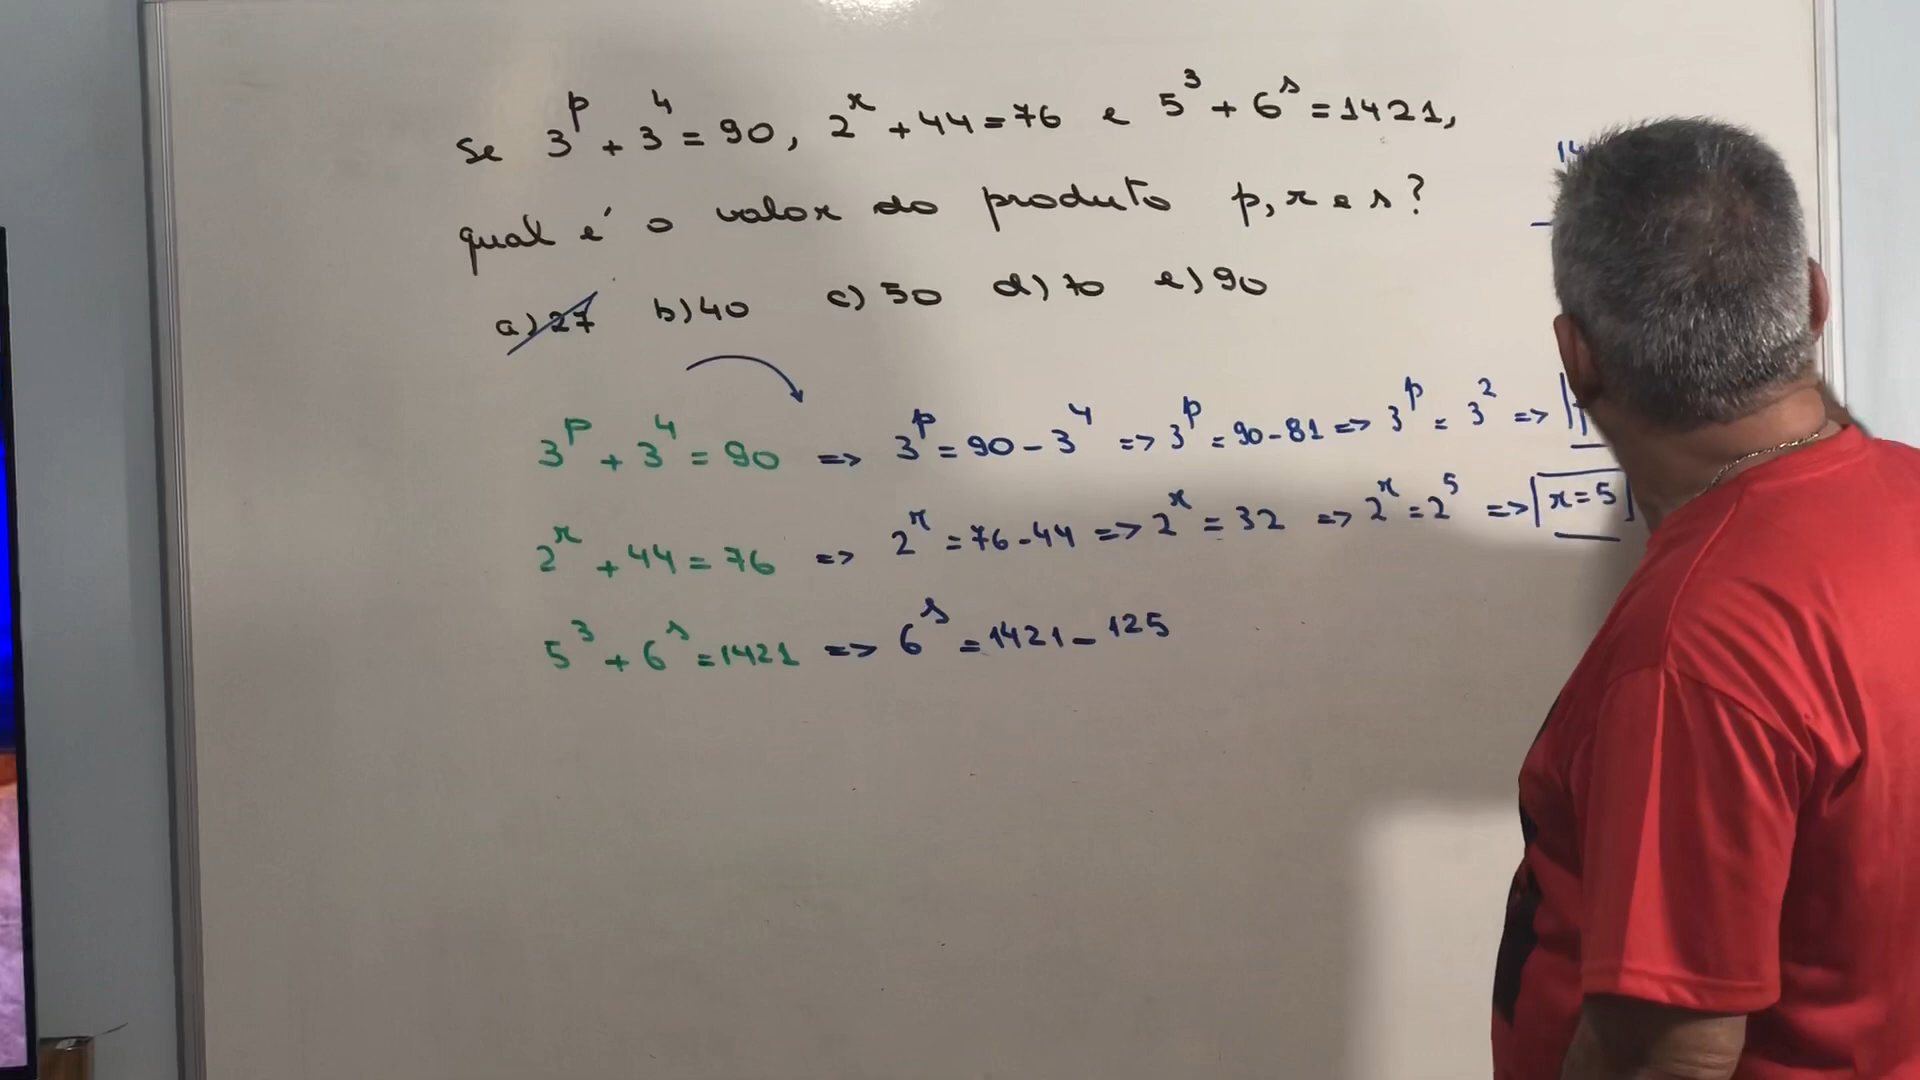 Se 3^p + 3^4 = 90, 2^r + 44 = 76 e 5^3 + 6^s = 1421,
qual é o valor do produto p, r e s?
a) 27 b) 40 c) 50 d) 70 e) 90
3^p + 3^4 = 90 => 3^p = 90 - 3^4 => 3^p = 90 - 81 => 3^p = 3^2 =>
2^r + 44 = 76 => 2^r = 76 - 44 => 2^r = 32 => 2^r = 2^5 => r = 5
5^3 + 6^s = 1421 => 6^s = 1421 - 125